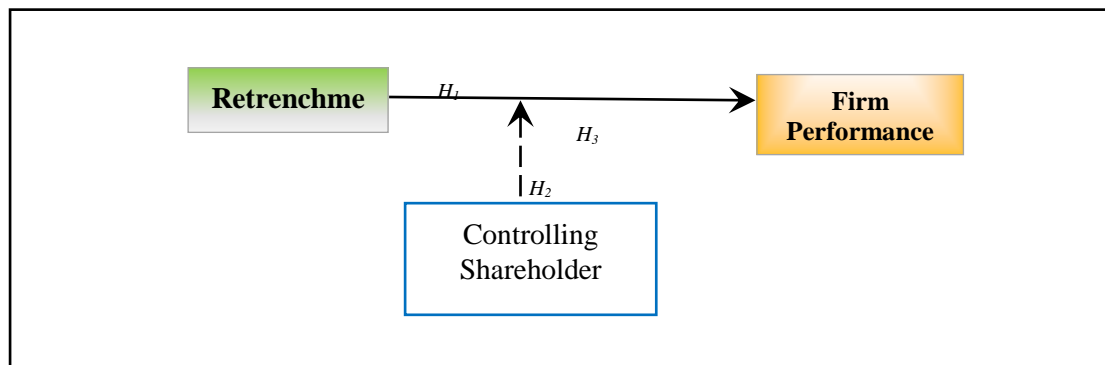 Retrenchme
H1
Firm
Performance
H3
H2
Controlling
Shareholder